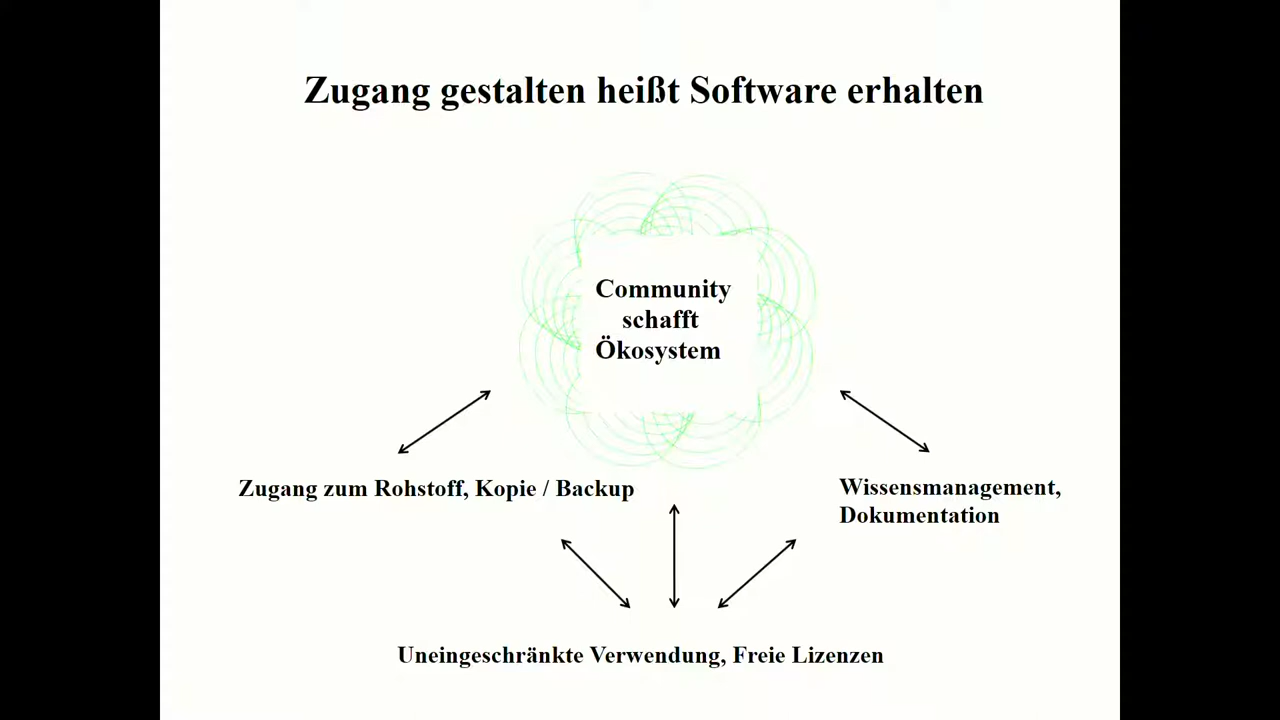 Zugang gestalten heißt Software erhalten
Community
schafft
Ökosystem
Zugang zum Rohstoff, Kopie / Backup
Wissensmanagement,
Dokumentation
Uneingeschränkte Verwendung, Freie Lizenzen